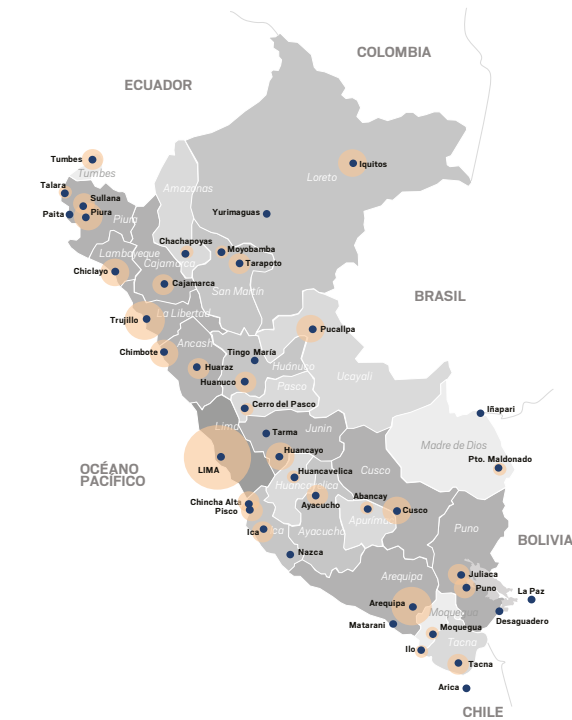 COLOMBIA
ECUADOR
Tumbes
Tumbes
Iquitos
Loreto
Talara
Amazonas
Sullana
Paita
Piura
Piura
Yurimaguas
Chachapoyas
Moyobamba
Lambayeque
Cajamarca
Tarapoto
Chiclayo
Cajamarca
San Martín
BRASIL
La Libertad
Trujillo
Pucallpa
Ancash
Chimbote
Tingo María
Huaraz
Huánuco
Ucayali
Huanuco
Pasco
Cerro del Pasco
Iñapari
Lima
Tarma
Junín
Madre de Dios
Huancayo
Pto. Maldonado
LIMA
Cusco
OCÉANO
PACÍFICO
Huancavelica
Huancavelica
Chincha Alta
Abancay
Pisco
Ayacucho
Cusco
Apurimac
Ica
Ica
Ayacucho
Puno
BOLIVIA
Nazca
Arequipa
Juliaca
Puno
La Paz
Arequipa
Moquegua
Desaguadero
Matarani
Moquegua
Tacna
Ilo
Tacna
Arica
CHILE